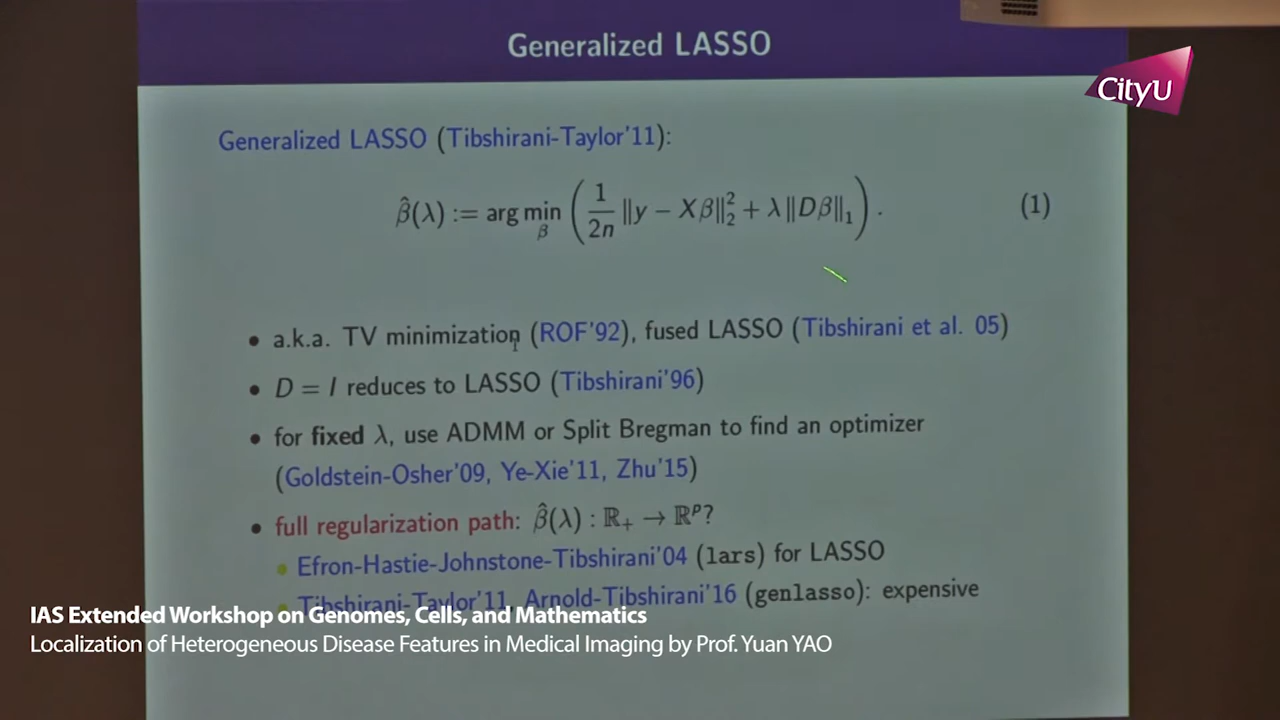 Generalized LASSO
CityU
Generalized LASSO (Tibshirani-Taylor'11):
β̂(λ) := arg min_β ( 1/2n ‖y − Xβ‖₂² + λ‖Dβ‖₁ ). (1)
• a.k.a. TV minimization (ROF'92), fused LASSO (Tibshirani et al. 05)
• D = I reduces to LASSO (Tibshirani'96)
• for fixed λ, use ADMM or Split Bregman to find an optimizer
(Goldstein-Osher'09, Ye-Xie'11, Zhu'15)
• full regularization path: β̂(λ) : ℝ₊ → ℝᵖ?
• Efron-Hastie-Johnstone-Tibshirani'04 (lars) for LASSO
• Tibshirani-Taylor'11, Arnold-Tibshirani'16 (genlasso): expensive
IAS Extended Workshop on Genomes, Cells, and Mathematics
Localization of Heterogeneous Disease Features in Medical Imaging by Prof. Yuan YAO